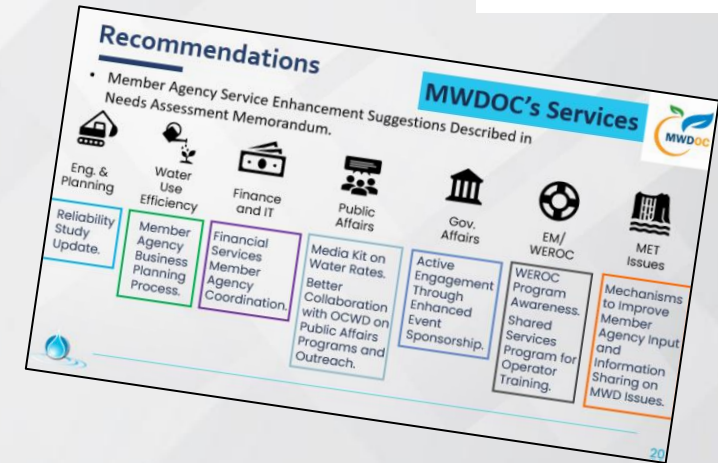 Recommendations
MWDOC's Services
MWDOC
• Member Agency Service Enhancement Suggestions Described in
Needs Assessment Memorandum.
Eng. &
Planning
Reliability
Study
Update.
Water
Use
Efficiency
Member
Agency
Business
Planning
Process.
Finance
and IT
Financial
Services
Member
Agency
Coordination.
Public
Affairs
Media Kit on
Water Rates.
Better
Collaboration
with OCWD on
Public Affairs
Programs and
Outreach.
Gov.
Affairs
Active
Engagement
Through
Enhanced
Event
Sponsorship.
EM/
WEROC
WEROC
Program
Awareness.
Shared
Services
Program for
Operator
Training.
MET
Issues
Mechanisms
to Improve
Member
Agency Input
and
Information
Sharing on
MWD Issues.
20